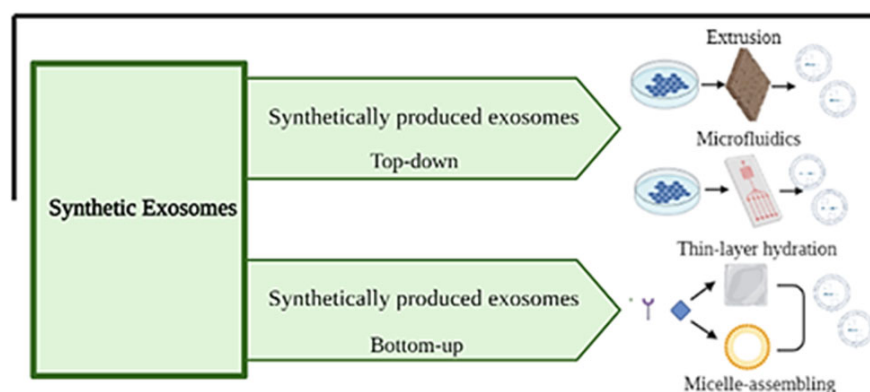 Extrusion
Synthetically produced exosomes
Top-down
Microfluidics
Synthetic Exosomes
Thin-layer hydration
Synthetically produced exosomes
Bottom-up
Micelle-assembling